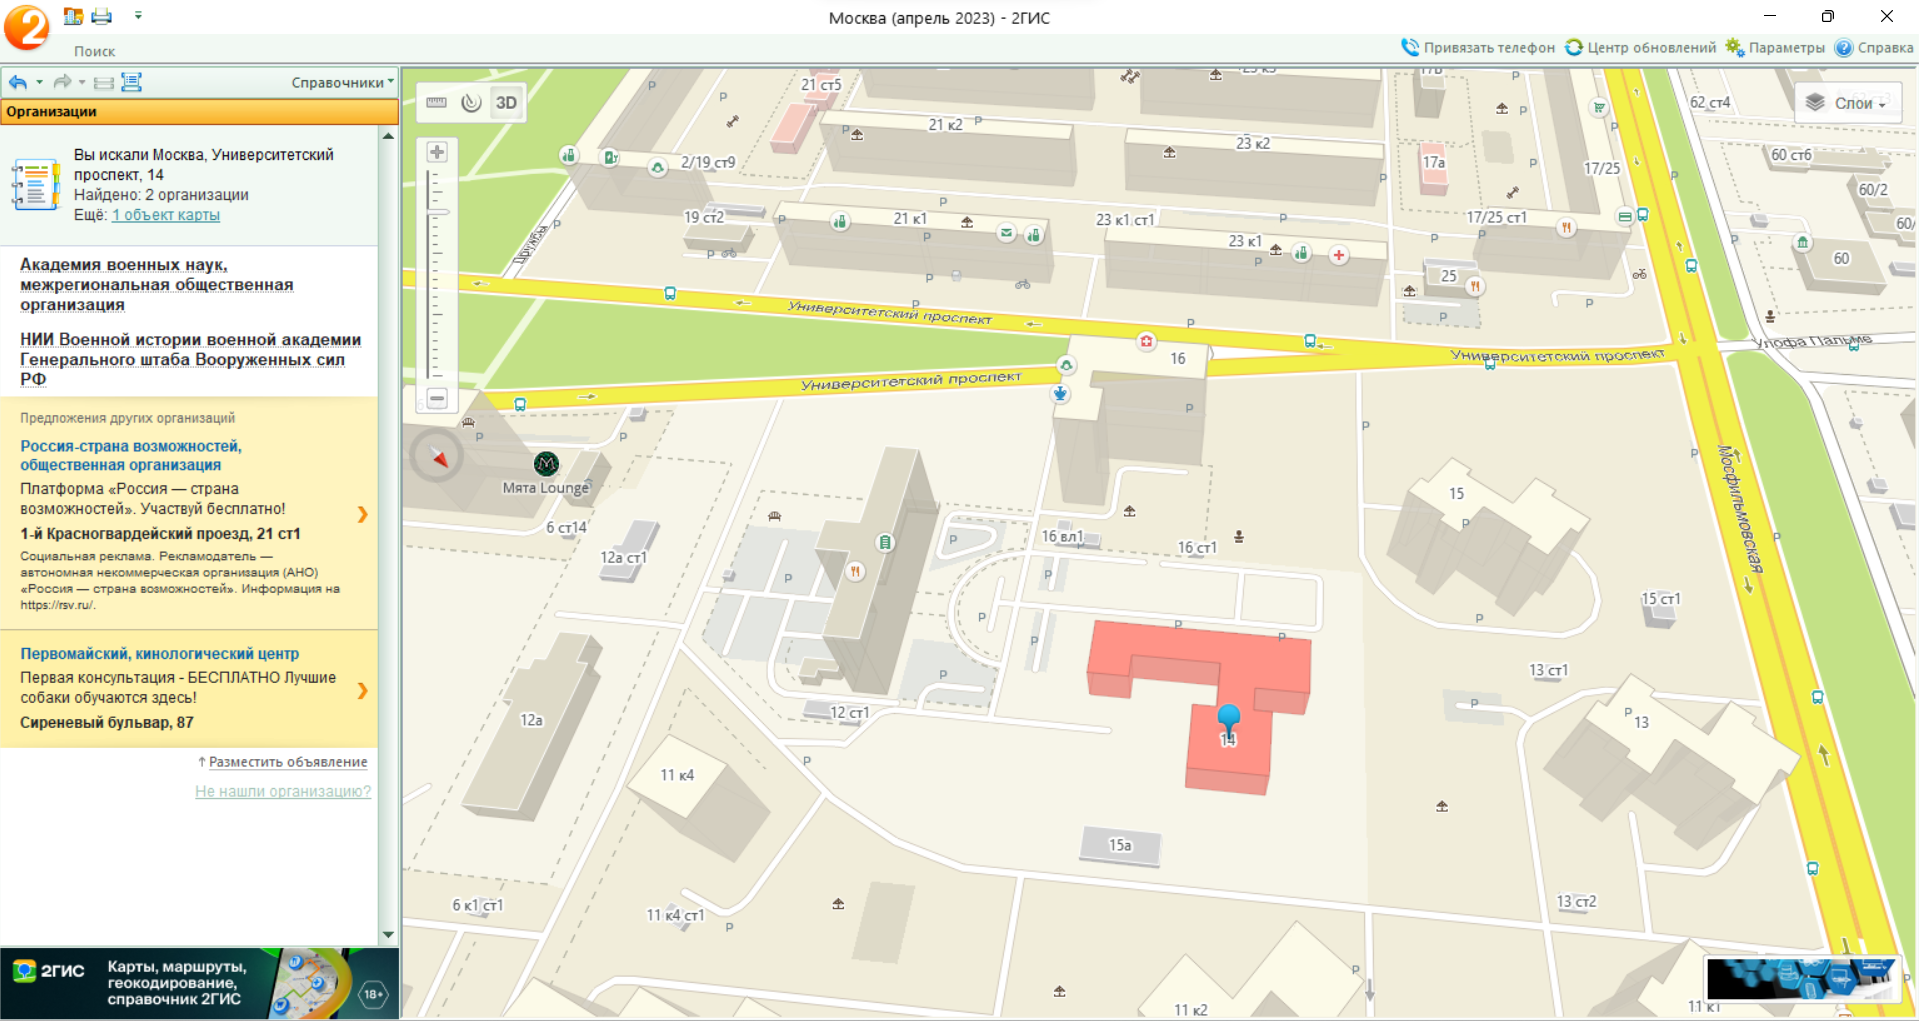 Москва (апрель 2023) - 2ГИС
Поиск
Привязать телефон
Центр обновлений
Параметры
Справка
Справочники
Организации
Вы искали Москва, Университетский
проспект, 14
Найдено: 2 организации
Ещё: 1 объект карты
Академия военных наук,
межрегиональная общественная
организация
НИИ Военной истории военной академии
Генерального штаба Вооруженных сил
РФ
Предложения других организаций
Россия-страна возможностей,
общественная организация
Платформа «Россия — страна
возможностей». Участвуй бесплатно!
1-й Красногвардейский проезд, 21 ст1
Социальная реклама. Рекламодатель —
автономная некоммерческая организация (АНО)
«Россия — страна возможностей». Информация на
https://rsv.ru/.
Первомайский, кинологический центр
Первая консультация - БЕСПЛАТНО Лучшие
собаки обучаются здесь!
Сиреневый бульвар, 87
↑ Разместить объявление
Не нашли организацию?
2ГИС
Карты, маршруты,
геокодирование,
справочник 2ГИС
18+
3D
Слои
21 ст5
21 к2
23 к2
17а
17/25
62 ст4
60 ст6
60/2
60
2/19 ст9
19 ст2
21 к1
23 к1 ст1
23 к1
17/25 ст1
25
Дружбы
Университетский проспект
Университетский проспект
Университетский проспект
Улофа Пальме
Мосфильмовская
16
15
Мята Lounge
6 ст14
12а ст1
16 вл1
16 ст1
15 ст1
13 ст1
13
12а
12 ст1
14
11 к4
15а
6 к1 ст1
11 к4 ст1
13 ст2
11 к2
11 к1